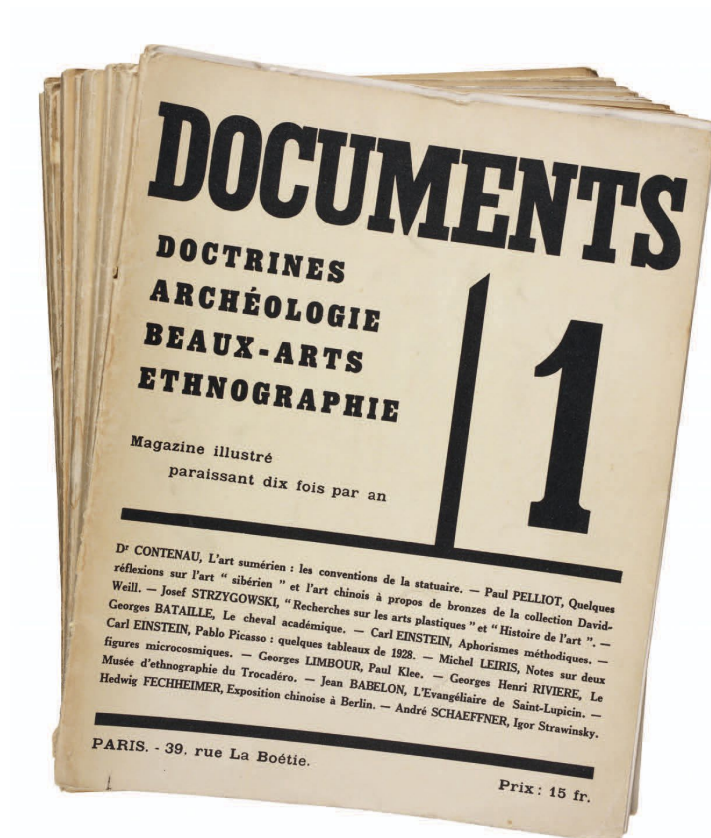 DOCUMENTS
DOCTRINES
ARCHÉOLOGIE
BEAUX-ARTS
ETHNOGRAPHIE
1
Magazine illustré
paraissant dix fois par an
Dr CONTENAU, L'art sumérien : les conventions de la statuaire. — Paul PELLIOT, Quelques
réflexions sur l'art “ sibérien ” et l'art chinois à propos de bronzes de la collection David-
Weill. — Josef STRZYGOWSKI, “ Recherches sur les arts plastiques ” et “ Histoire de l'art ”. —
Georges BATAILLE, Le cheval académique. — Carl EINSTEIN, Aphorismes méthodiques. —
Carl EINSTEIN, Pablo Picasso : quelques tableaux de 1928. — Michel LEIRIS, Notes sur deux
figures microcosmiques. — Georges LIMBOUR, Paul Klee. — Georges Henri RIVIERE, Le
Musée d'ethnographie du Trocadéro. — Jean BABELON, L'Evangéliaire de Saint-Lupicin. —
Hedwig FECHHEIMER, Exposition chinoise à Berlin. — André SCHAEFFNER, Igor Strawinsky.
PARIS. - 39, rue La Boétie.
Prix : 15 fr.